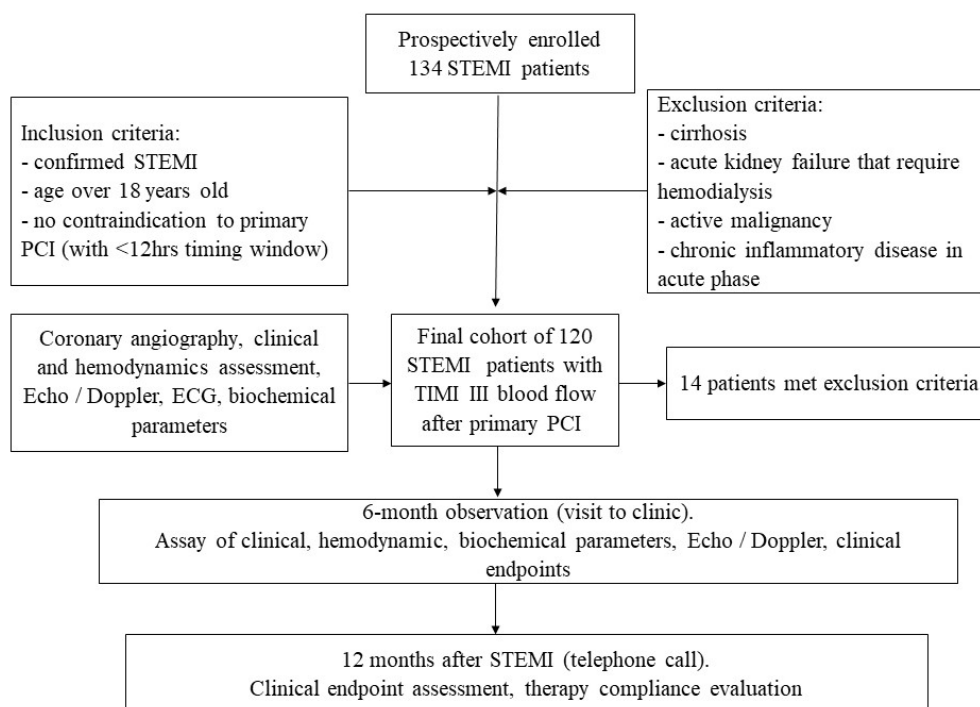 Prospectively enrolled
134 STEMI patients
Inclusion criteria:
- confirmed STEMI
- age over 18 years old
- no contraindication to primary
PCI (with <12hrs timing window)
Exclusion criteria:
- cirrhosis
- acute kidney failure that require
hemodialysis
- active malignancy
- chronic inflammatory disease in
acute phase
Coronary angiography, clinical
and hemodynamics assessment,
Echo / Doppler, ECG, biochemical
parameters
Final cohort of 120
STEMI patients with
TIMI III blood flow
after primary PCI
14 patients met exclusion criteria
6-month observation (visit to clinic).
Assay of clinical, hemodynamic, biochemical parameters, Echo / Doppler, clinical
endpoints
12 months after STEMI (telephone call).
Clinical endpoint assessment, therapy compliance evaluation